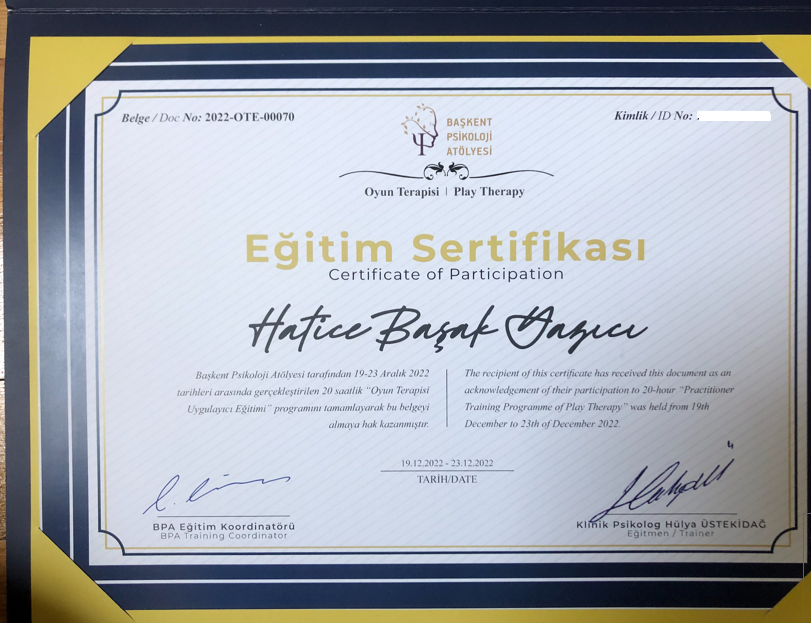 Belge / Doc No: 2022-OTE-00070
Kimlik / ID No:
BAŞKENT
PSİKOLOJİ
ATÖLYESİ
Oyun Terapisi | Play Therapy
Eğitim Sertifikası
Certificate of Participation
Hatice Başak Yazıcı
Başkent Psikoloji Atölyesi tarafından 19-23 Aralık 2022
tarihleri arasında gerçekleştirilen 20 saatlik “Oyun Terapisi
Uygulayıcı Eğitimi” programını tamamlayarak bu belgeyi
almaya hak kazanmıştır.
The recipient of this certificate has received this document as an
acknowledgement of their participation to 20-hour “Practitioner
Training Programme of Play Therapy” was held from 19th
December to 23th of December 2022.
19.12.2022 - 23.12.2022
TARİH/DATE
BPA Eğitim Koordinatörü
BPA Training Coordinator
Klinik Psikolog Hülya ÜSTEKİDAĞ
Eğitmen / Trainer